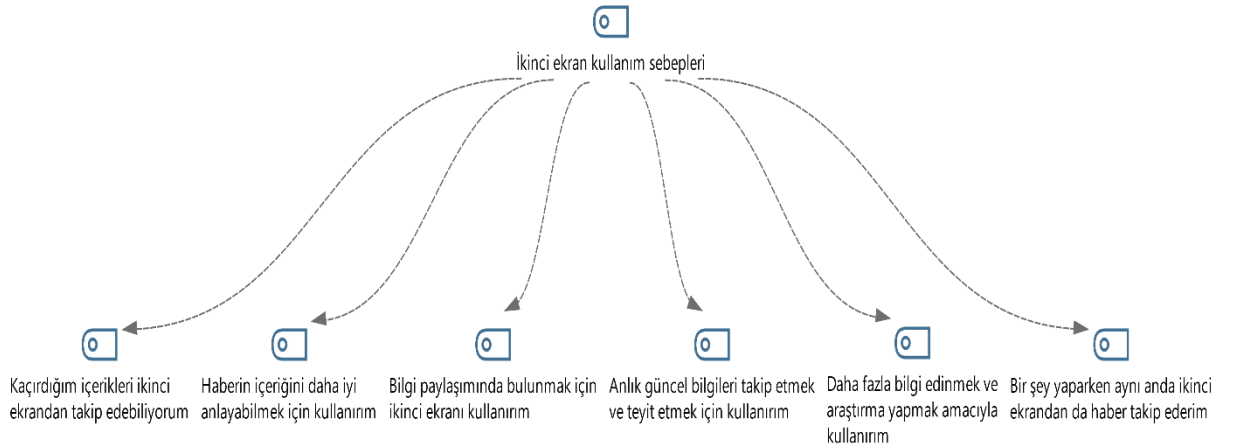 İkinci ekran kullanım sebepleri
Kaçırdığım içerikleri ikinci
ekrandan takip edebiliyorum
Haberin içeriğini daha iyi
anlayabilmek için kullanırım
Bilgi paylaşımında bulunmak için
ikinci ekranı kullanırım
Anlık güncel bilgileri takip etmek
ve teyit etmek için kullanırım
Daha fazla bilgi edinmek ve
araştırma yapmak amacıyla
kullanırım
Bir şey yaparken aynı anda ikinci
ekrandan da haber takip ederim